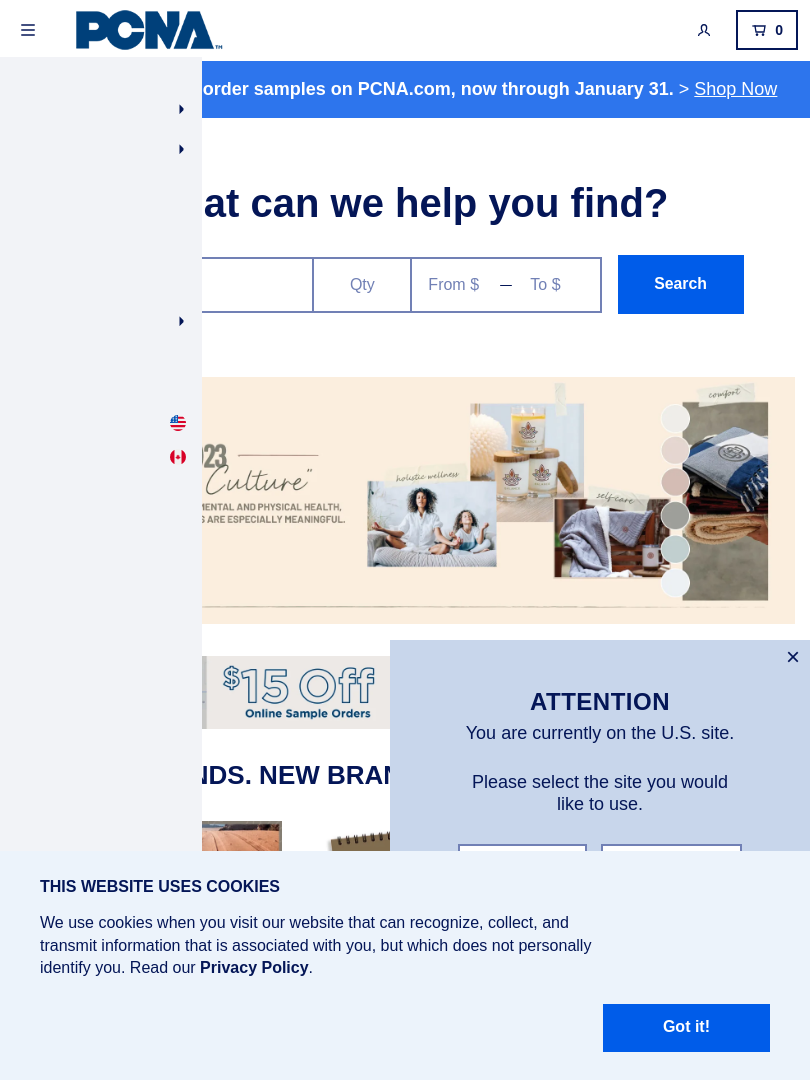 PCNA™
0
order samples on PCNA.com, now through January 31. > Shop Now
at can we help you find?
Qty
From $ — To $
Search
comfort
023
Culture"
holistic wellness
self-care
MENTAL AND PHYSICAL HEALTH,
S ARE ESPECIALLY MEANINGFUL.
$15 Off
Online Sample Orders
ATTENTION
You are currently on the U.S. site.
Please select the site you would
like to use.
NDS. NEW BRAN
THIS WEBSITE USES COOKIES
We use cookies when you visit our website that can recognize, collect, and
transmit information that is associated with you, but which does not personally
identify you. Read our Privacy Policy.
Got it!